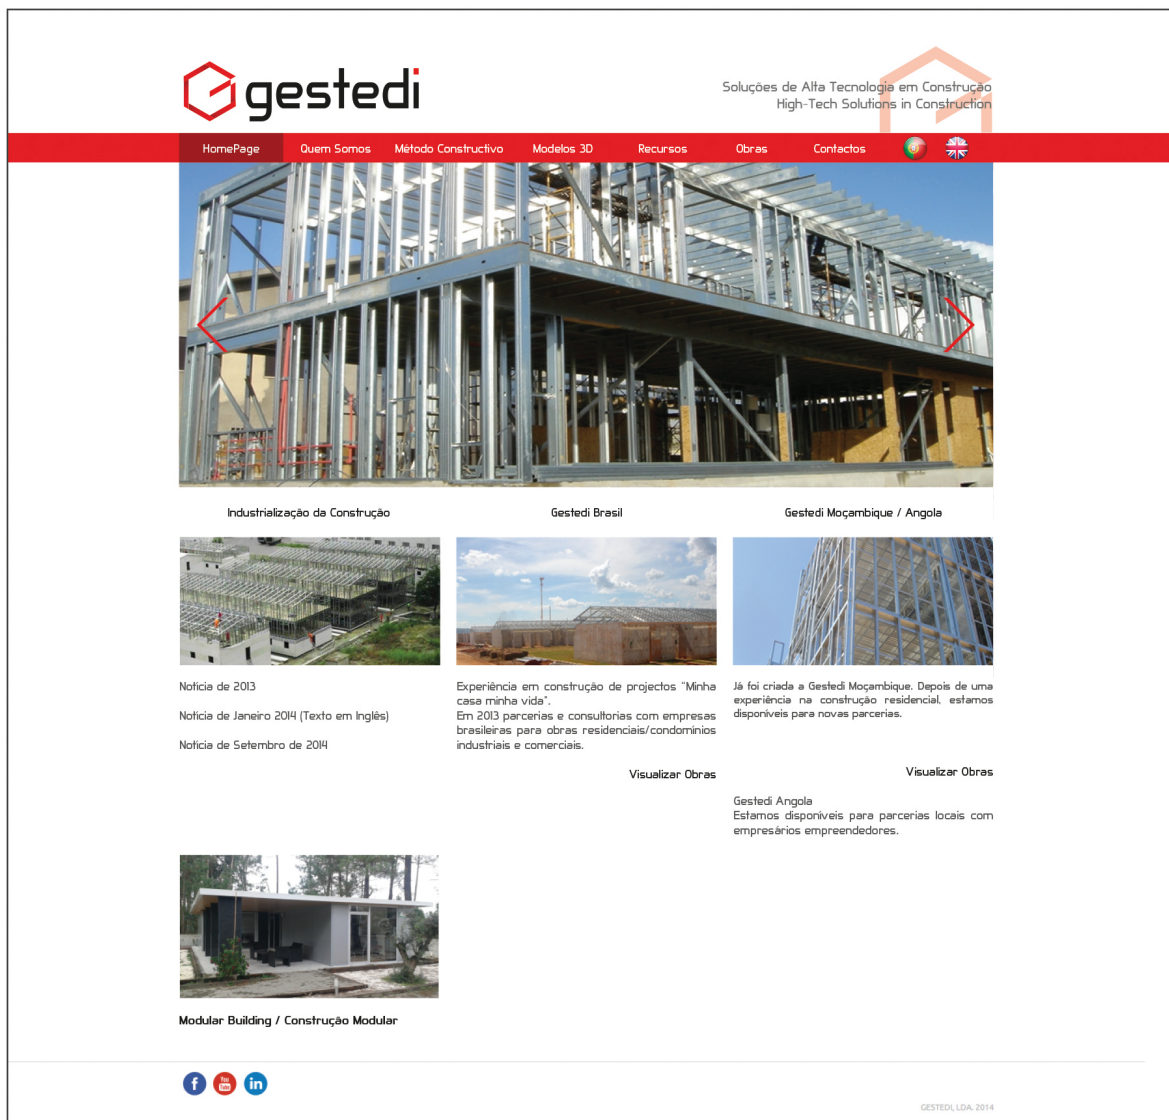 gestedi
Soluções de Alta Tecnologia em Construção
High-Tech Solutions in Construction
HomePage Quem Somos Método Constructivo Modelos 3D Recursos Obras Contactos
Industrialização da Construção
Gestedi Brasil
Gestedi Moçambique / Angola
Notícia de 2013
Notícia de Janeiro 2014 (Texto em Inglês)
Notícia de Setembro de 2014
Experiência em construção de projectos "Minha
casa minha vida".
Em 2013 parcerias e consultorias com empresas
brasileiras para obras residenciais/condomínios
industriais e comerciais.
Visualizar Obras
Já foi criada a Gestedi Moçambique. Depois de uma
experiência na construção residencial, estamos
disponíveis para novas parcerias.
Visualizar Obras
Gestedi Angola
Estamos disponíveis para parcerias locais com
empresários empreendedores.
Modular Building / Construção Modular
f You Tube in
GESTEDI, LDA. 2014